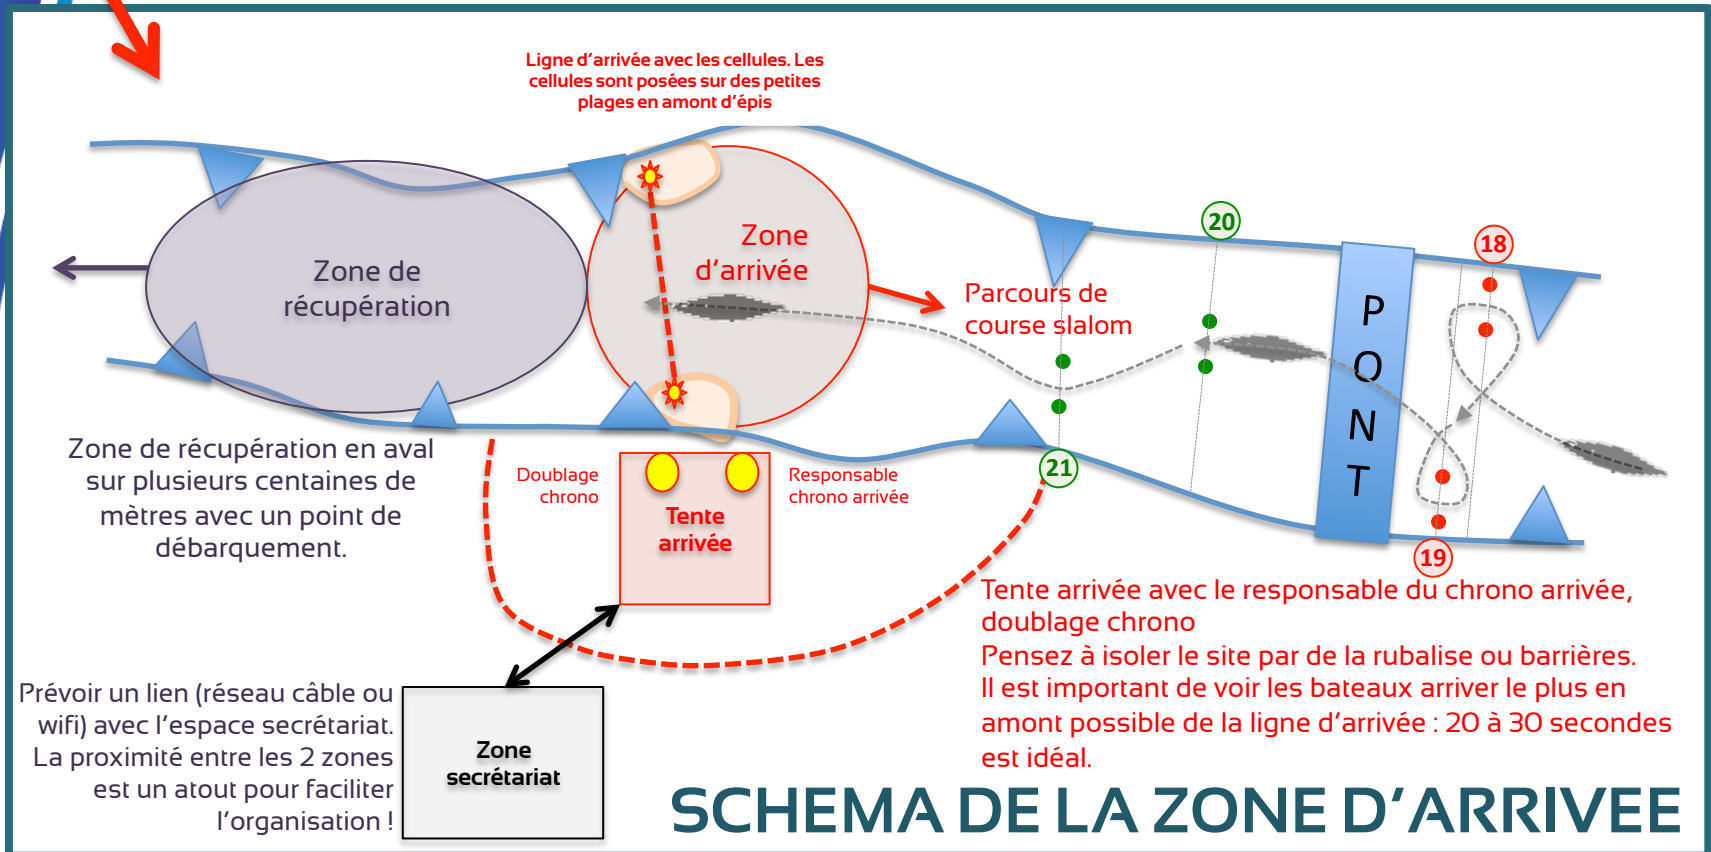 Ligne d'arrivée avec les cellules. Les
cellules sont posées sur des petites
plages en amont d'épis
Zone de
récupération
Zone
d'arrivée
Parcours de
course slalom
20
18
PONT
21
19
Zone de récupération en aval
sur plusieurs centaines de
mètres avec un point de
débarquement.
Doublage
chrono
Responsable
chrono arrivée
Tente
arrivée
Tente arrivée avec le responsable du chrono arrivée,
doublage chrono
Pensez à isoler le site par de la rubalise ou barrières.
Il est important de voir les bateaux arriver le plus en
amont possible de la ligne d'arrivée : 20 à 30 secondes
est idéal.
Prévoir un lien (réseau câble ou
wifi) avec l'espace secrétariat.
La proximité entre les 2 zones
est un atout pour faciliter
l'organisation !
Zone
secrétariat
SCHEMA DE LA ZONE D'ARRIVEE